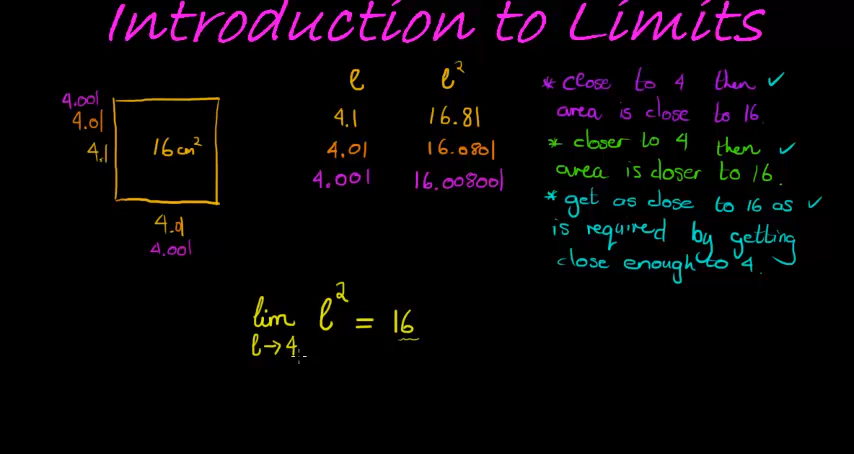 Introduction to Limits
4.001
4.01
4.1
16 cm²
4.01
4.001
l l²
4.1 16.81
4.01 16.0801
4.001 16.008001
* close to 4 then ✓
area is close to 16.
* closer to 4 then ✓
area is closer to 16.
* get as close to 16 as ✓
is required by getting
close enough to 4.
lim l² = 16
l→4